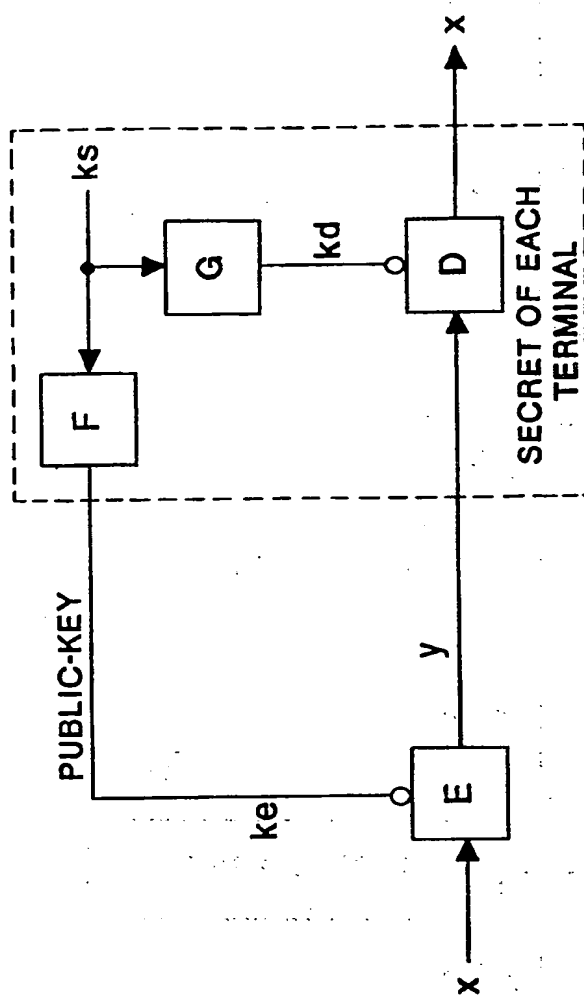 PUBLIC-KEY
F
ks
ke
G
kd
x
E
y
D
x
SECRET OF EACH
TERMINAL